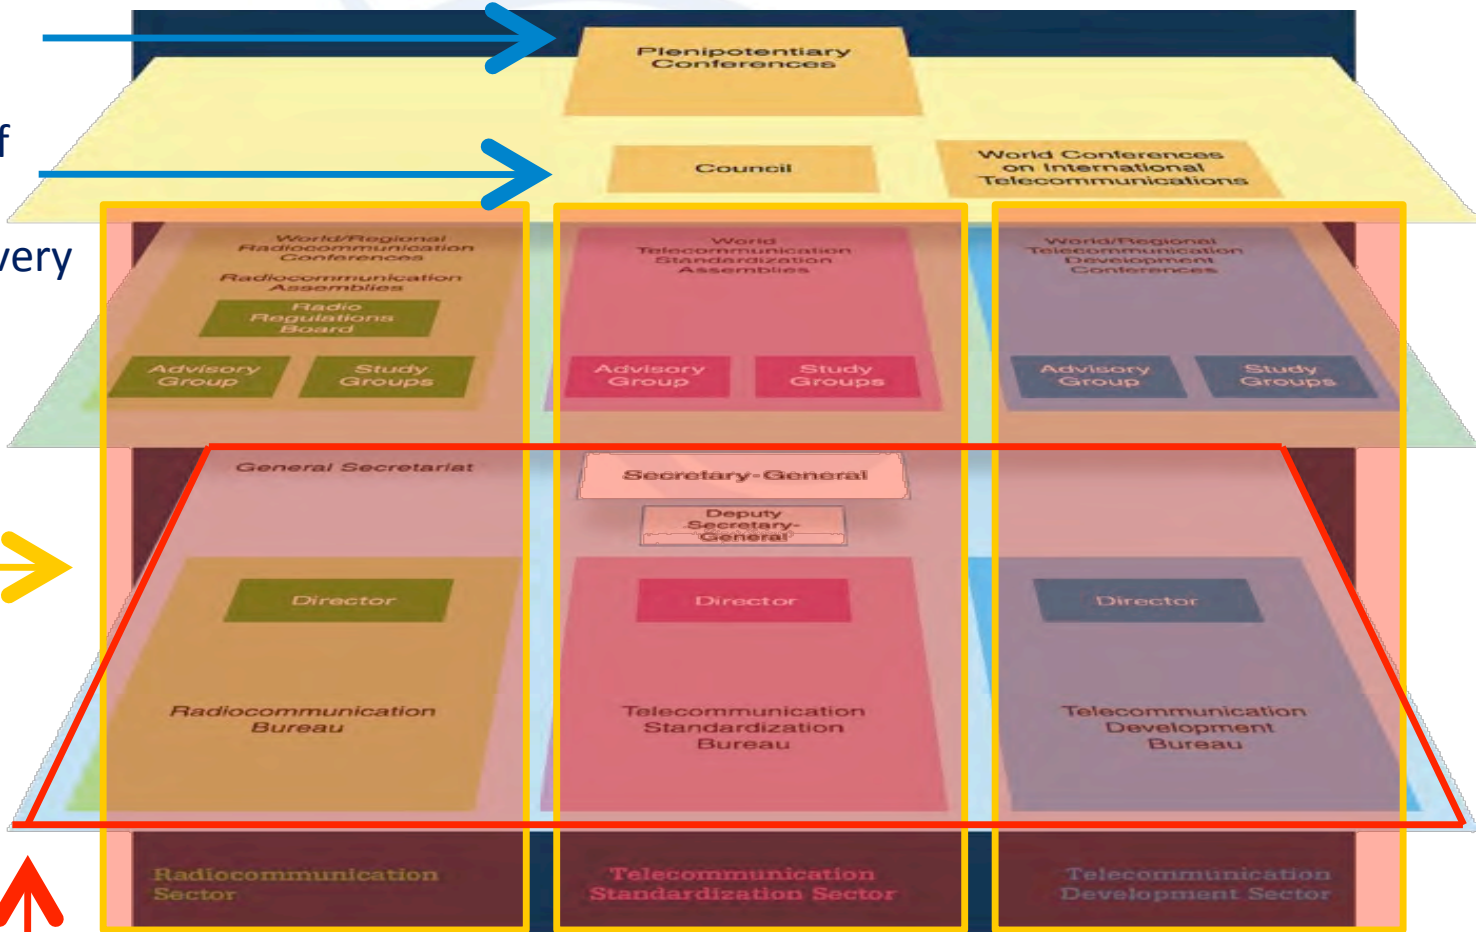 Plenipotentiary
Conferences
f
Council
World Conferences
on International
Telecommunications
very
World/Regional
Radiocommunication
Conferences
Radiocommunication
Assemblies
Radio
Regulations
Board
Advisory
Group
Study
Groups
World
Telecommunication
Standardization
Assemblies
Advisory
Group
Study
Groups
World/Regional
Telecommunication
Development
Conferences
Advisory
Group
Study
Groups
General Secretariat
Secretary-General
Deputy
Secretary-
General
Director
Radiocommunication
Bureau
Director
Telecommunication
Standardization
Bureau
Director
Telecommunication
Development
Bureau
Radiocommunication
Sector
Telecommunication
Standardization Sector
Telecommunication
Development Sector